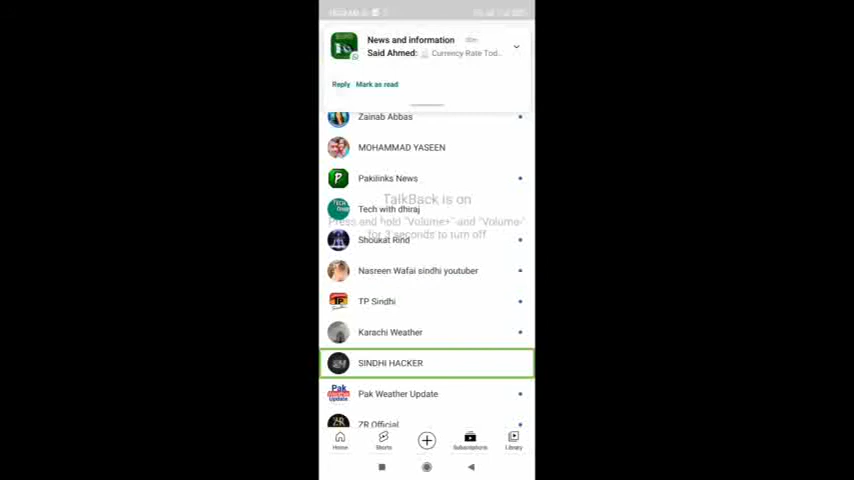 News and information 30m
Said Ahmed: Currency Rate Tod..
Reply Mark as read
Zainab Abbas
MOHAMMAD YASEEN
Pakilinks News
TalkBack is on
Tech with dhiraj
Press and hold "Volume+" and "Volume-"
for 3 seconds to turn off
Shoukat Rind
Nasreen Wafai sindhi youtuber
TP Sindhi
Karachi Weather
SINDHI HACKER
Pak Weather Update
ZR Official
Home Shorts Subscriptions Library